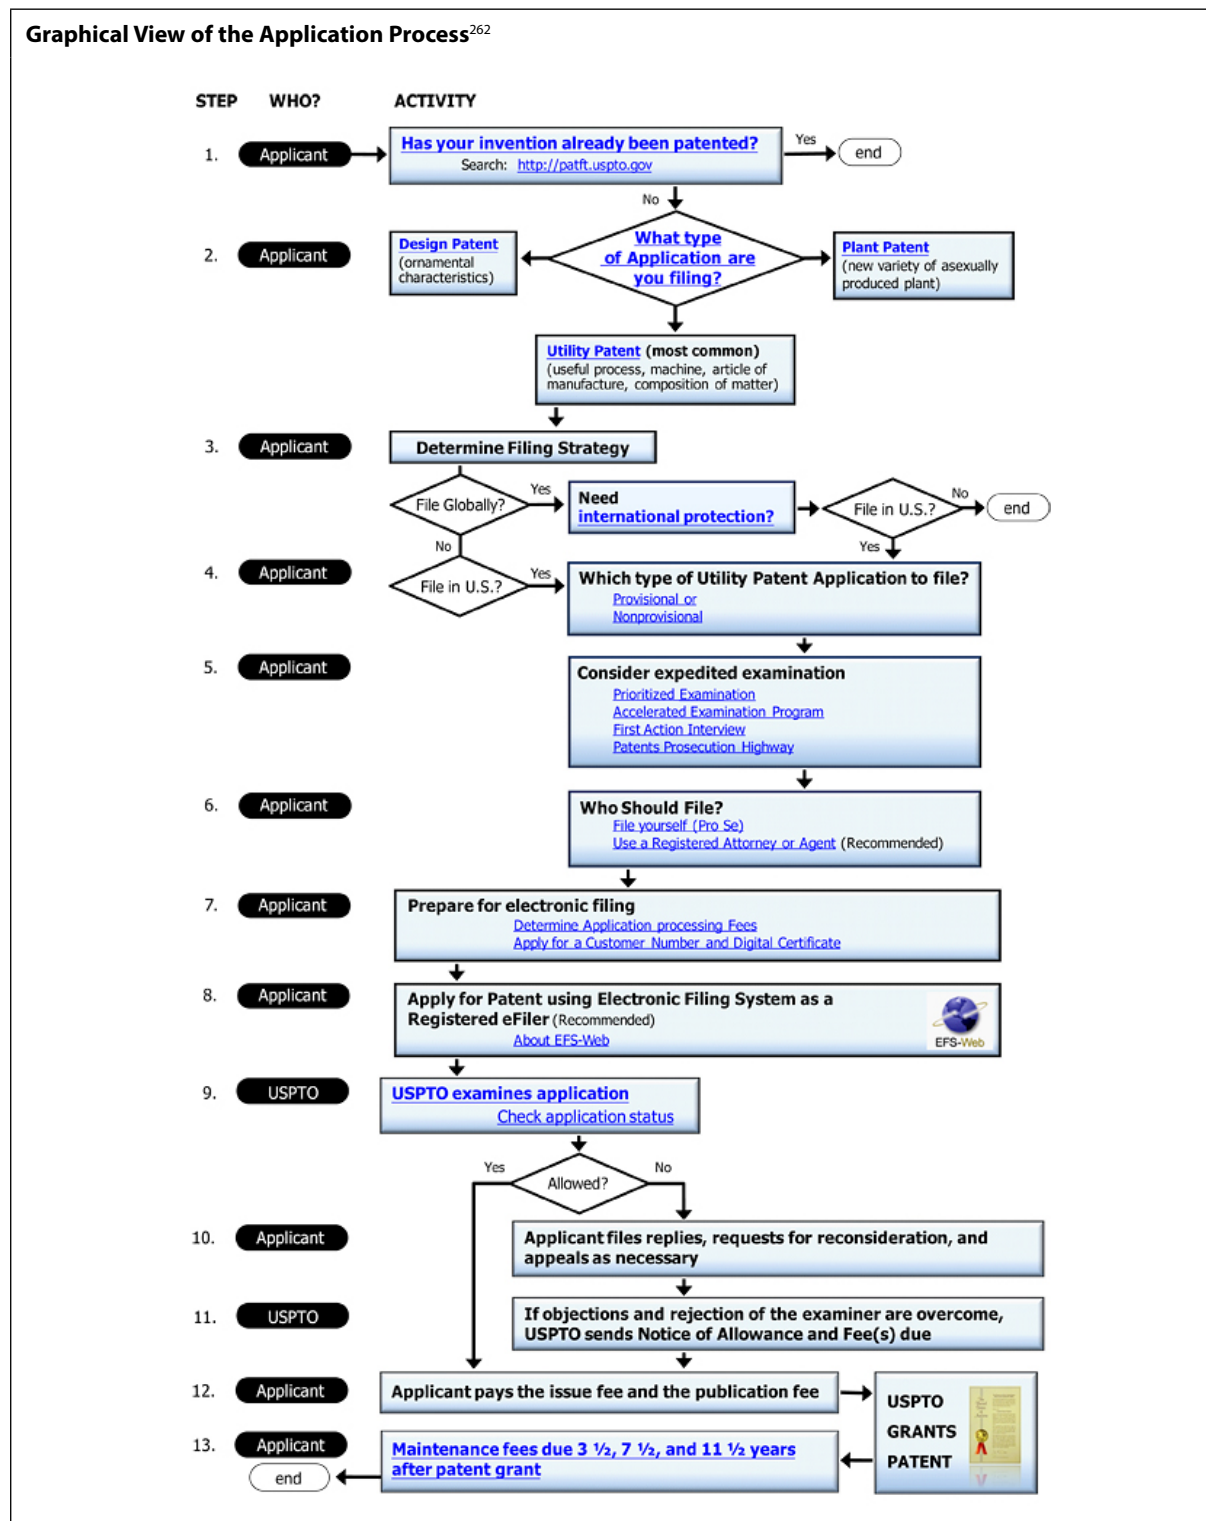 Graphical View of the Application Process262
STEP WHO? ACTIVITY
1. Applicant
Has your invention already been patented?
Search: http://patft.uspto.gov
Yes
end
No
2. Applicant
Design Patent
(ornamental
characteristics)
What type
of Application are
you filing?
Plant Patent
(new variety of asexually
produced plant)
Utility Patent (most common)
(useful process, machine, article of
manufacture, composition of matter)
3. Applicant
Determine Filing Strategy
File Globally?
Yes
Need
international protection?
File in U.S.?
No
end
No
Yes
4. Applicant
File in U.S.?
Yes
Which type of Utility Patent Application to file?
Provisional or
Nonprovisional
5. Applicant
Consider expedited examination
Prioritized Examination
Accelerated Examination Program
First Action Interview
Patents Prosecution Highway
6. Applicant
Who Should File?
File yourself (Pro Se)
Use a Registered Attorney or Agent (Recommended)
7. Applicant
Prepare for electronic filing
Determine Application processing Fees
Apply for a Customer Number and Digital Certificate
8. Applicant
Apply for Patent using Electronic Filing System as a
Registered eFiler (Recommended)
About EFS-Web
EFS-Web
9. USPTO
USPTO examines application
Check application status
Yes
Allowed?
No
10. Applicant
Applicant files replies, requests for reconsideration, and
appeals as necessary
11. USPTO
If objections and rejection of the examiner are overcome,
USPTO sends Notice of Allowance and Fee(s) due
12. Applicant
Applicant pays the issue fee and the publication fee
USPTO
GRANTS
PATENT
13. Applicant
Maintenance fees due 3 ½, 7 ½, and 11 ½ years
after patent grant
end